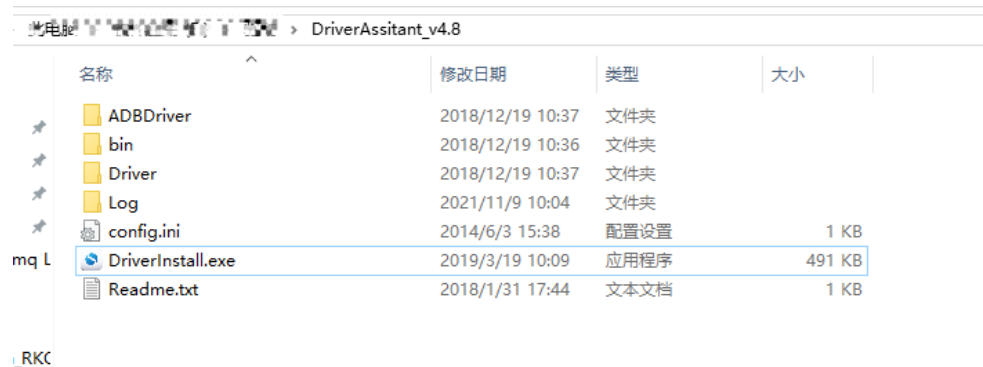 DriverAssitant_v4.8
名称 修改日期 类型 大小
ADBDriver 2018/12/19 10:37 文件夹
bin 2018/12/19 10:36 文件夹
Driver 2018/12/19 10:37 文件夹
Log 2021/11/9 10:04 文件夹
config.ini 2014/6/3 15:38 配置设置 1 KB
mq L DriverInstall.exe 2019/3/19 10:09 应用程序 491 KB
Readme.txt 2018/1/31 17:44 文本文档 1 KB
_RK